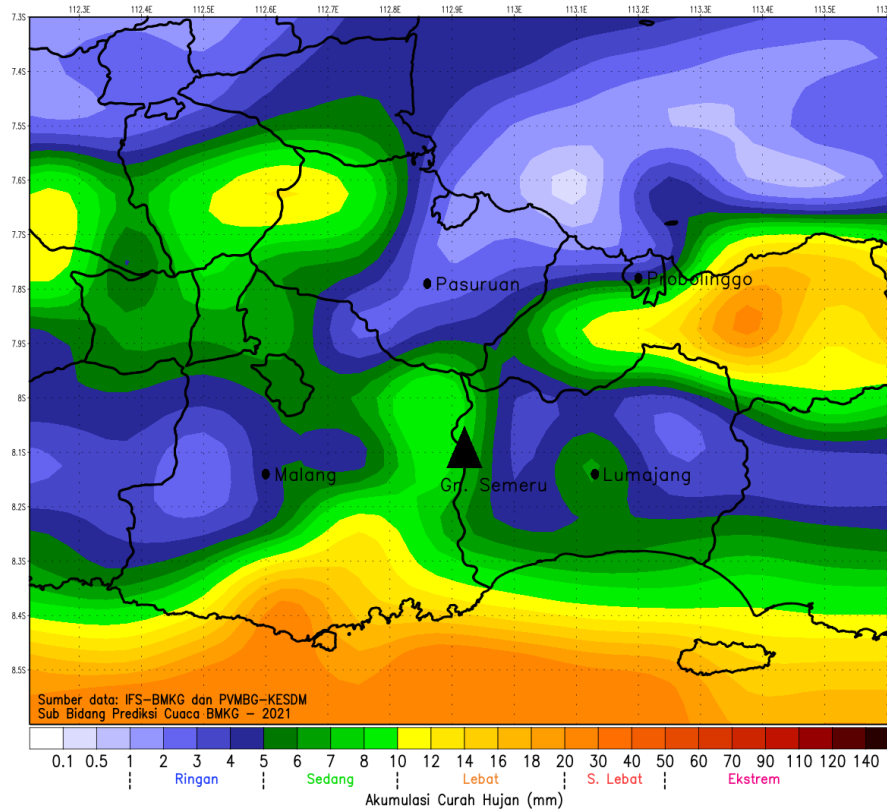 112.3E 112.4E 112.5E 112.6E 112.7E 112.8E 112.9E 113E 113.1E 113.2E 113.3E 113.4E 113.5E 113.
7.3S
7.4S
7.5S
7.6S
7.7S
7.8S
7.9S
8S
8.1S
8.2S
8.3S
8.4S
8.5S
Pasuruan
Probolinggo
Malang
Gn. Semeru
Lumajang
Sumber data: IFS-BMKG dan PVMBG-KESDM
Sub Bidang Prediksi Cuaca BMKG - 2021
0.1 0.5 1 2 3 4 5 6 7 8 10 12 14 16 18 20 30 40 50 60 70 90 110 120 140
Ringan Sedang Lebat S. Lebat Ekstrem
Akumulasi Curah Hujan (mm)